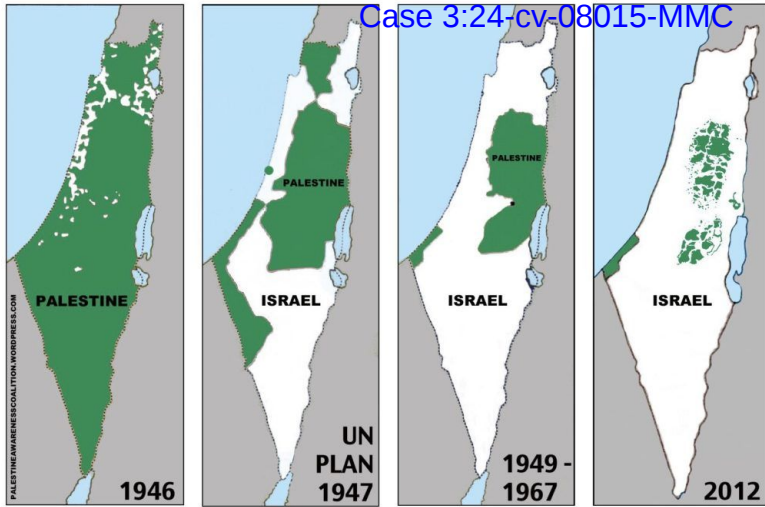 Case 3:24-cv-08015-MMC
PALESTINEAWARENESSCOALITION.WORDPRESS.COM
PALESTINE
1946
PALESTINE
ISRAEL
UN
PLAN
1947
PALESTINE
ISRAEL
1949 -
1967
ISRAEL
2012